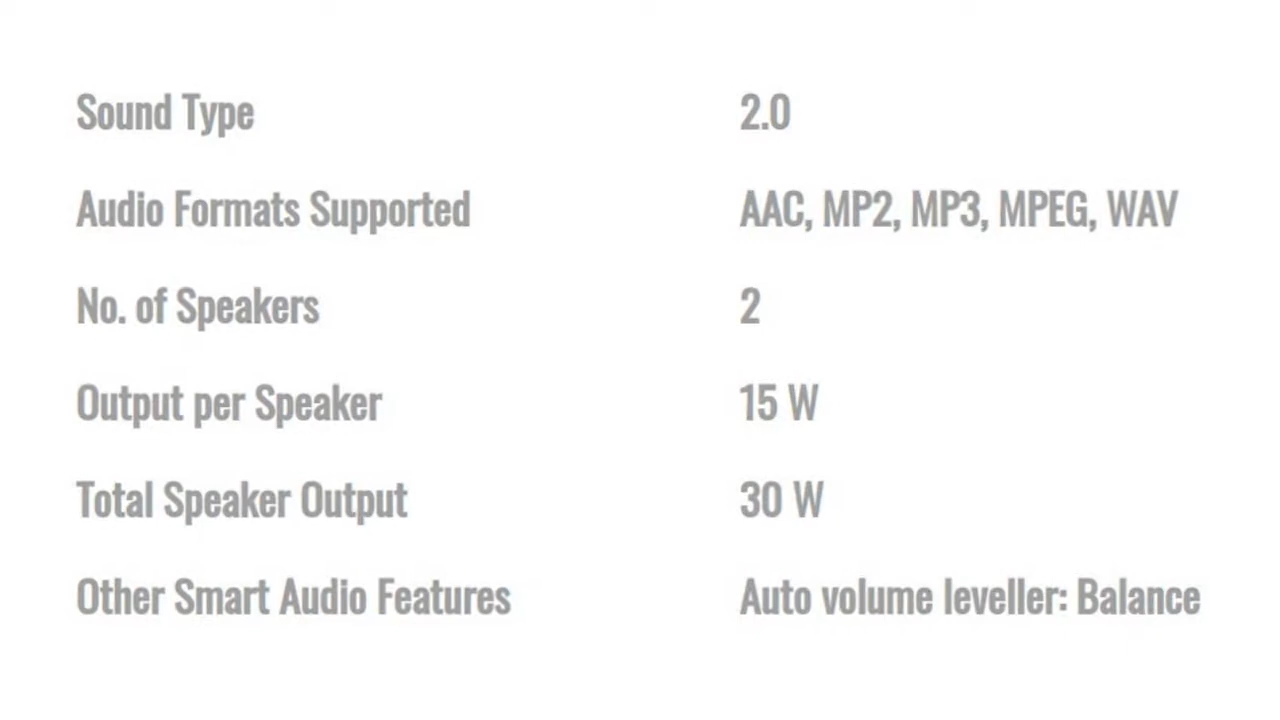 Sound Type 2.0
Audio Formats Supported AAC, MP2, MP3, MPEG, WAV
No. of Speakers 2
Output per Speaker 15 W
Total Speaker Output 30 W
Other Smart Audio Features Auto volume leveller: Balance